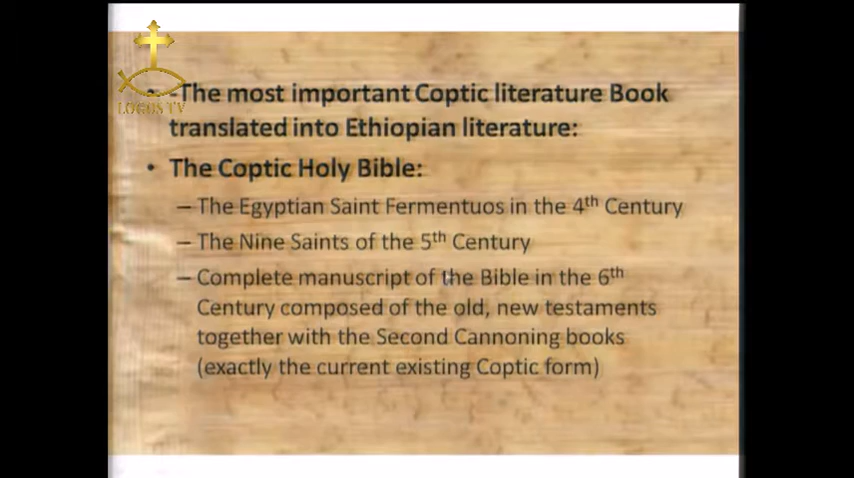 LOGOS TV
• -The most important Coptic literature Book
translated into Ethiopian literature:
• The Coptic Holy Bible:
– The Egyptian Saint Fermentuos in the 4th Century
– The Nine Saints of the 5th Century
– Complete manuscript of the Bible in the 6th
Century composed of the old, new testaments
together with the Second Cannoning books
(exactly the current existing Coptic form)